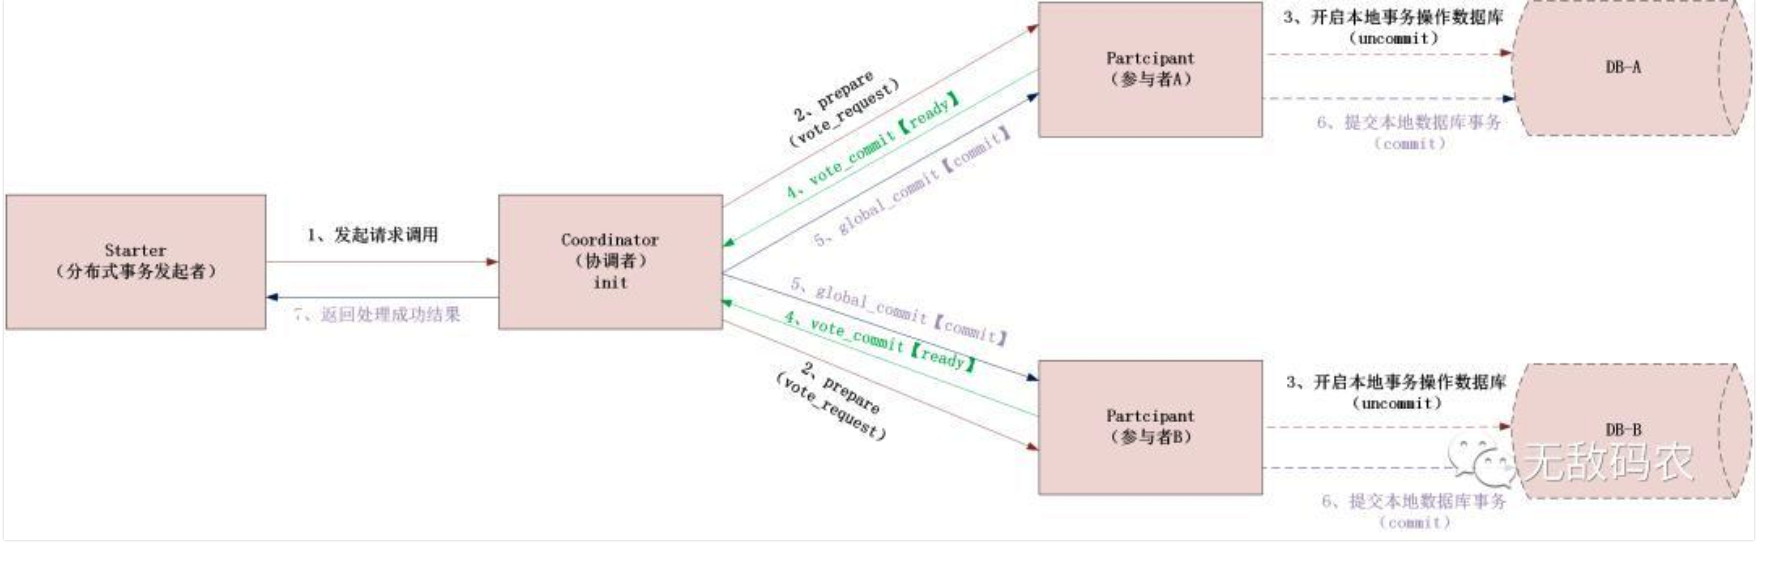 Starter
（分布式事务发起者）
1、发起请求调用
7、返回处理成功结果
Coordinator
（协调者）
init
2、prepare
（vote_request）
4、vote_commit【ready】
5、global_commit【commit】
5、global_commit【commit】
4、vote_commit【ready】
2、prepare
（vote_request）
Partcipant
（参与者A）
3、开启本地事务操作数据库
（uncommit）
6、提交本地数据库事务
（commit）
DB-A
Partcipant
（参与者B）
3、开启本地事务操作数据库
（uncommit）
6、提交本地数据库事务
（commit）
DB-B
无敌码农